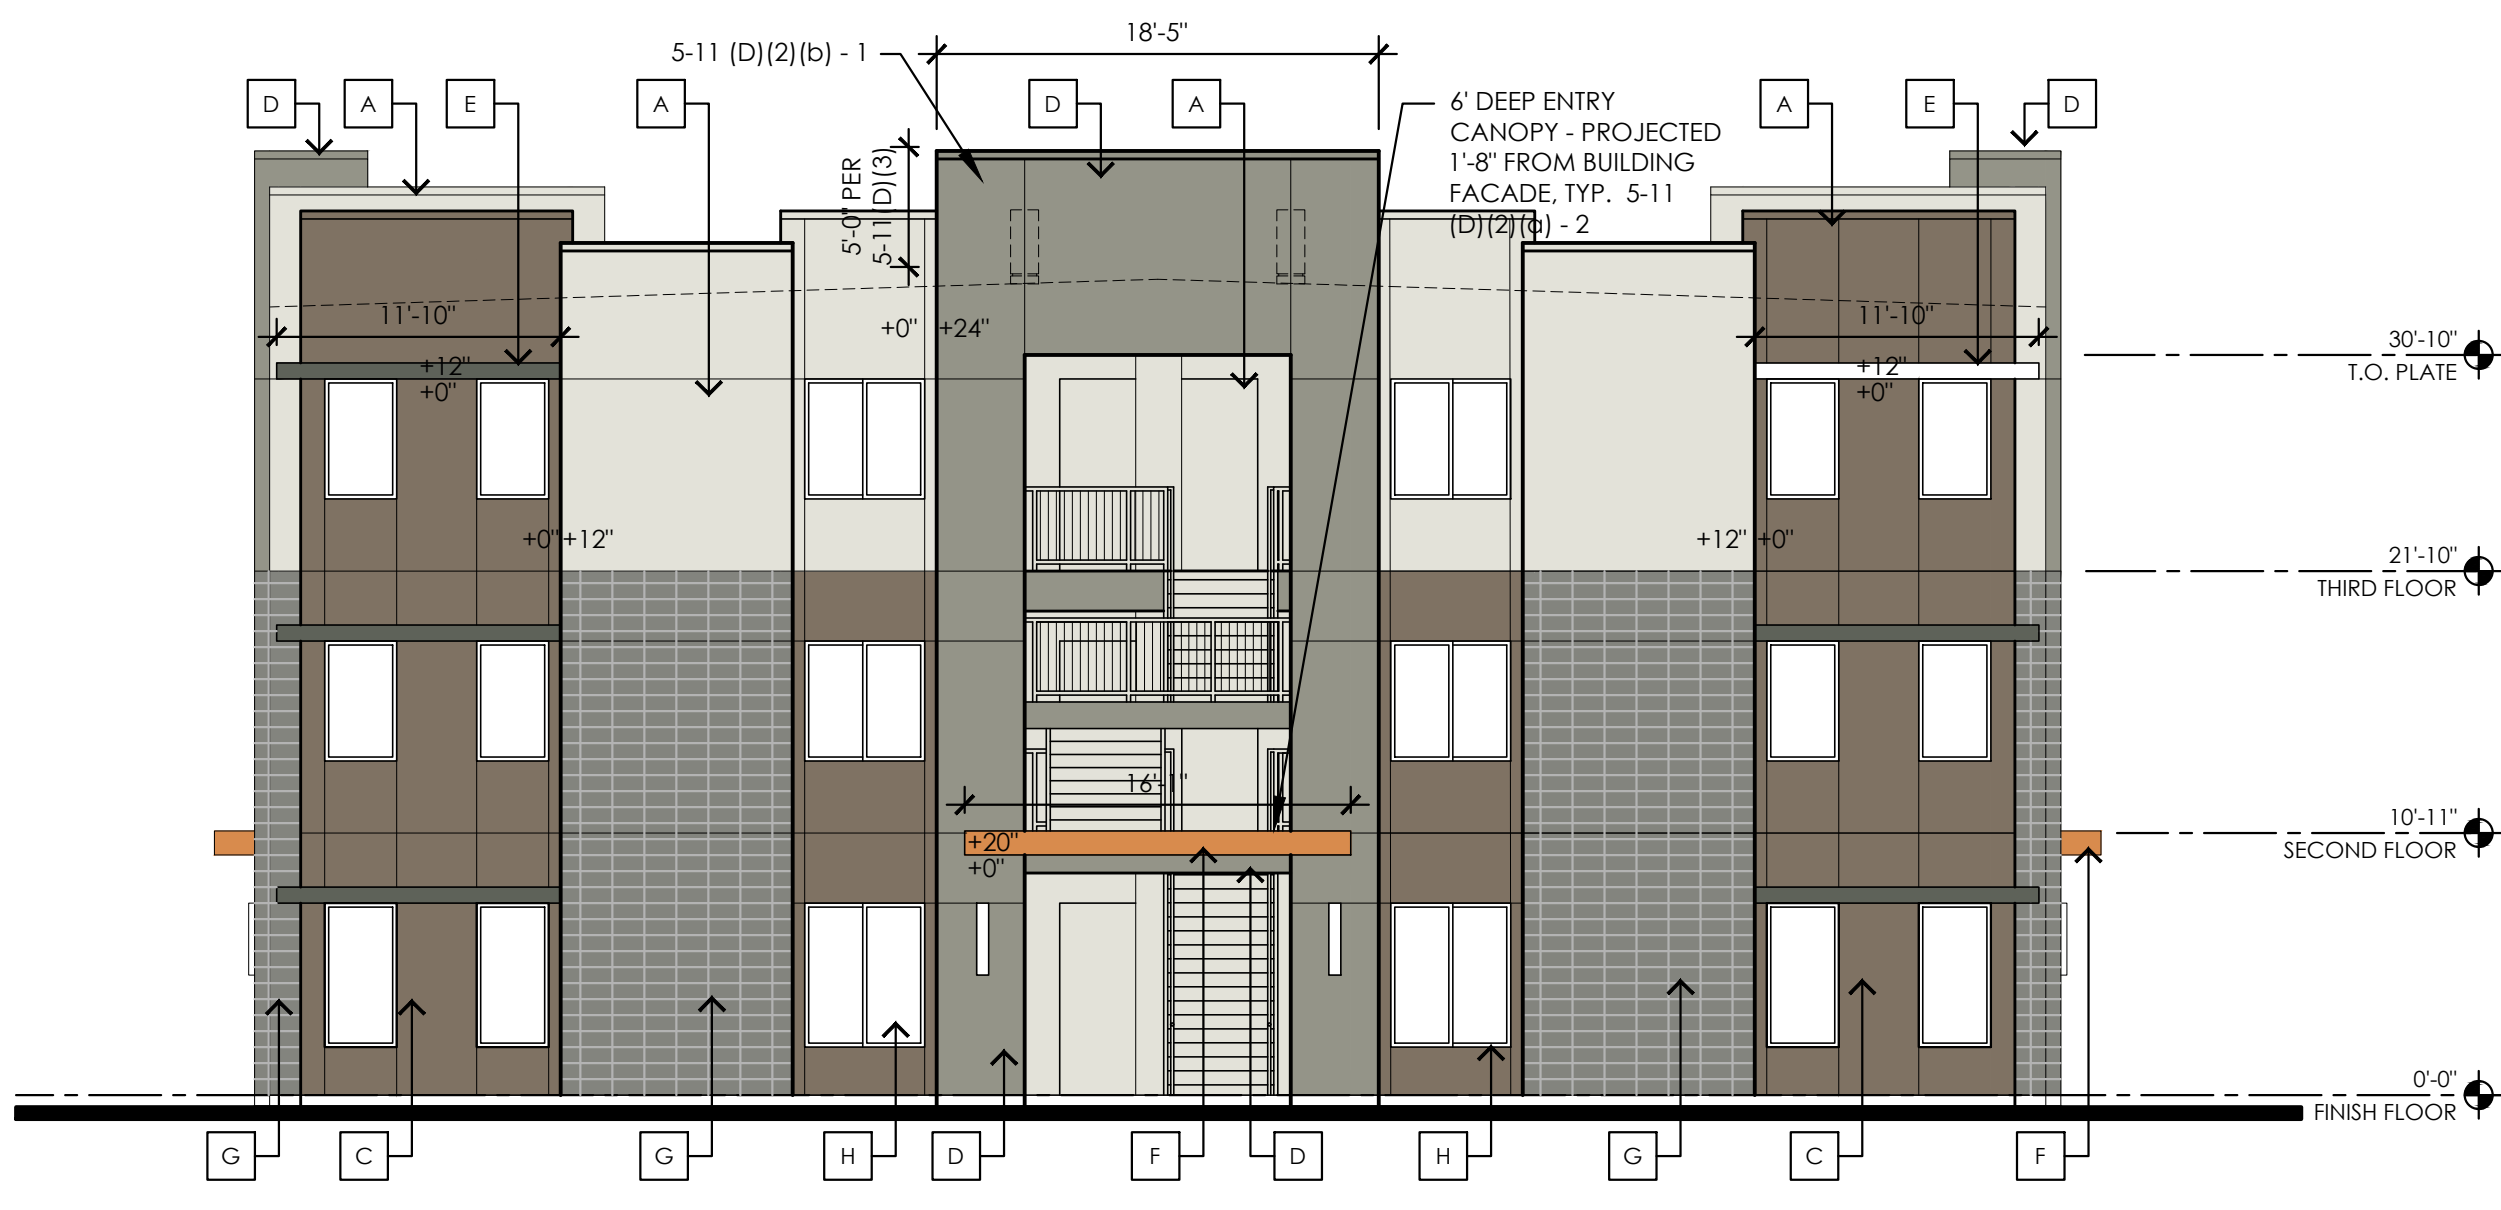 18'-5"
5-11 (D)(2)(b) - 1
D
A
E
A
D
A
6' DEEP ENTRY
CANOPY - PROJECTED
1'-8" FROM BUILDING
FACADE, TYP. 5-11
(D)(2)(a) - 2
A
E
D
5'-0" PER
5-11 (D)(3)
11'-10"
+0" +24"
11'-10"
30'-10"
T.O. PLATE
+12"
+0"
+12"
+0"
+0" +12"
+12" +0"
21'-10"
THIRD FLOOR
16'-1"
10'-11"
SECOND FLOOR
+20"
+0"
0'-0"
FINISH FLOOR
G
C
G
H
D
F
D
H
G
C
F